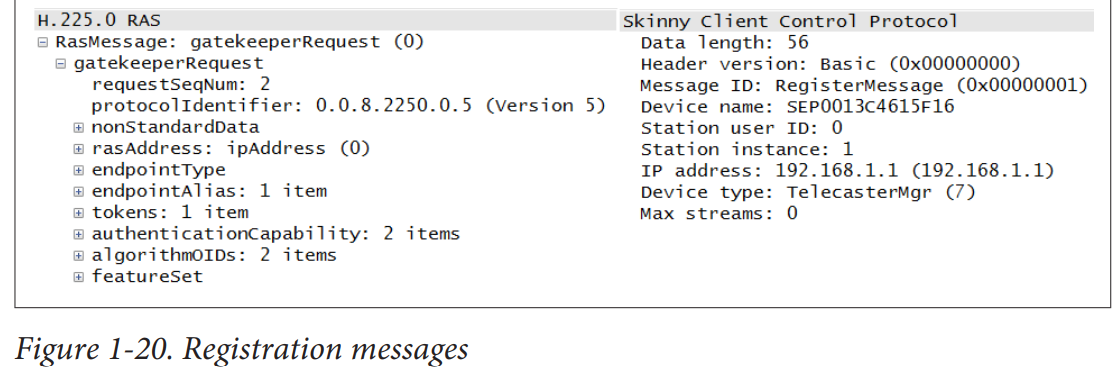 H.225.0 RAS
RasMessage: gatekeeperRequest (0)
gatekeeperRequest
requestSeqNum: 2
protocolIdentifier: 0.0.8.2250.0.5 (Version 5)
nonStandardData
rasAddress: ipAddress (0)
endpointType
endpointAlias: 1 item
tokens: 1 item
authenticationCapability: 2 items
algorithmOIDs: 2 items
featureSet
Skinny Client Control Protocol
Data length: 56
Header version: Basic (0x00000000)
Message ID: RegisterMessage (0x00000001)
Device name: SEP0013C4615F16
Station user ID: 0
Station instance: 1
IP address: 192.168.1.1 (192.168.1.1)
Device type: TelecasterMgr (7)
Max streams: 0
Figure 1-20. Registration messages